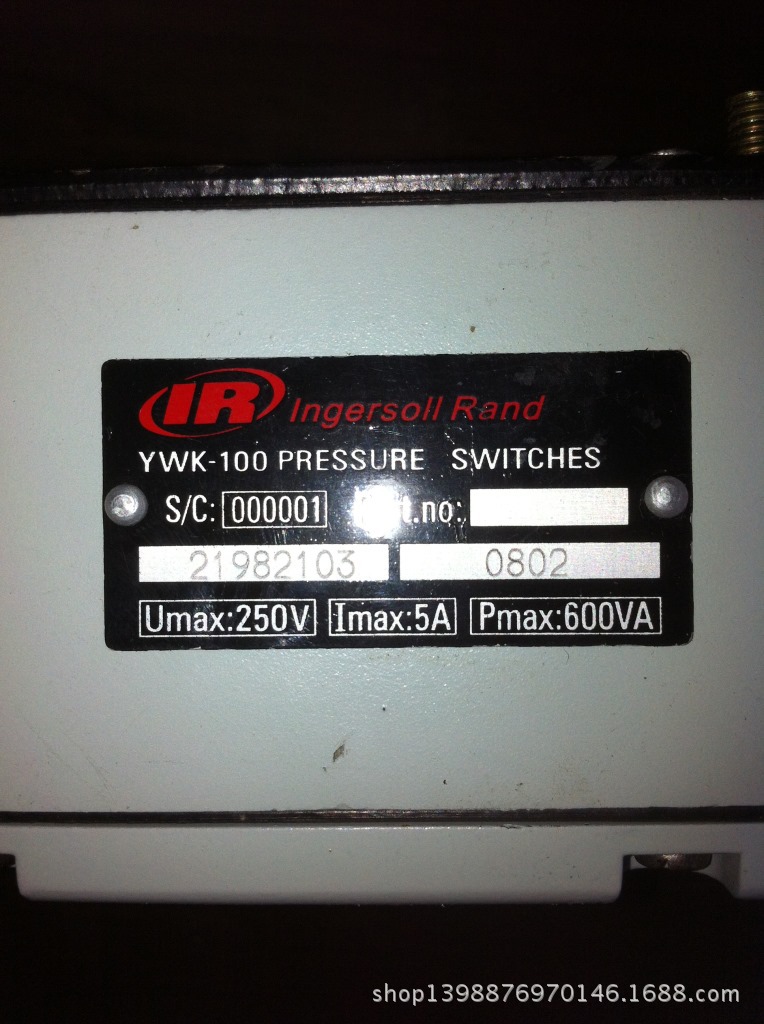 IR Ingersoll Rand
YWK-100 PRESSURE SWITCHES
S/C: 000001 .no:
21982103 0802
Umax:250V Imax:5A Pmax:600VA
shop1398876970146.1688.com